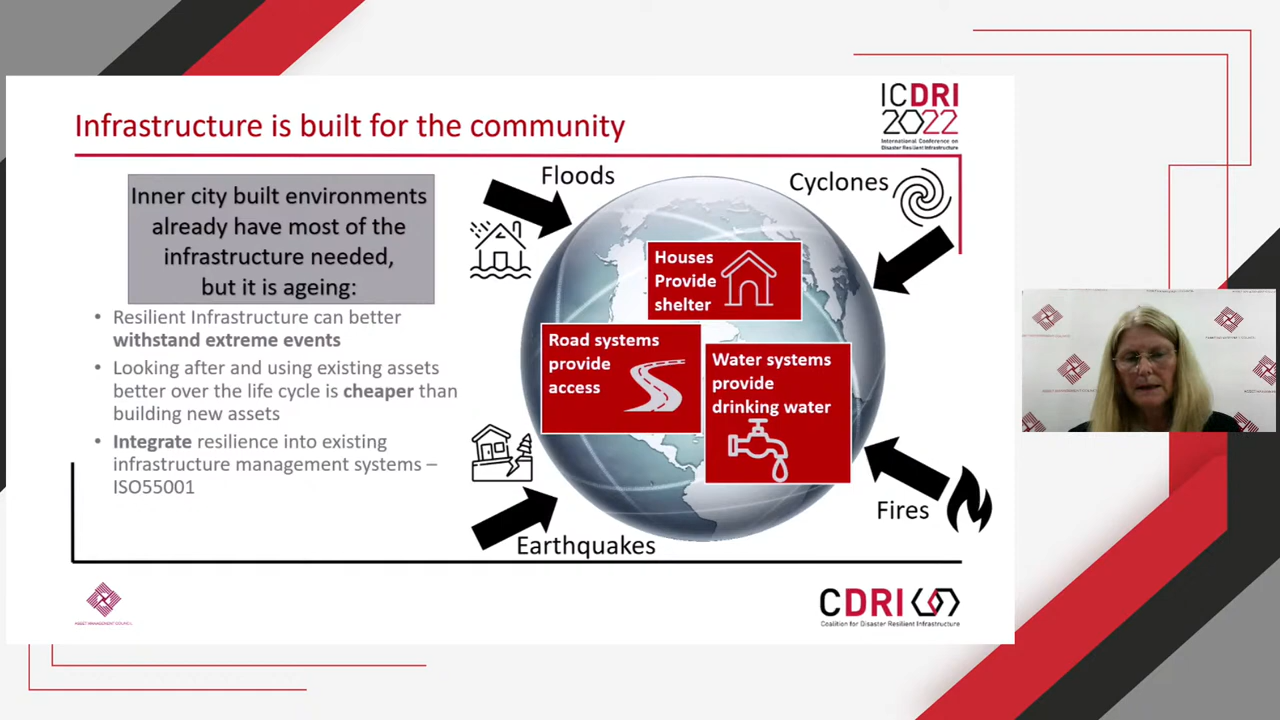 Infrastructure is built for the community
ICDRI
2022
International Conference on
Disaster Resilient Infrastructure
Inner city built environments
already have most of the
infrastructure needed,
but it is ageing:
• Resilient Infrastructure can better
withstand extreme events
• Looking after and using existing assets
better over the life cycle is cheaper than
building new assets
• Integrate resilience into existing
infrastructure management systems –
ISO55001
Floods
Cyclones
Houses
Provide
shelter
Road systems
provide
access
Water systems
provide
drinking water
Fires
Earthquakes
ASSET MANAGEMENT COUNCIL
CDRI
Coalition for Disaster Resilient Infrastructure